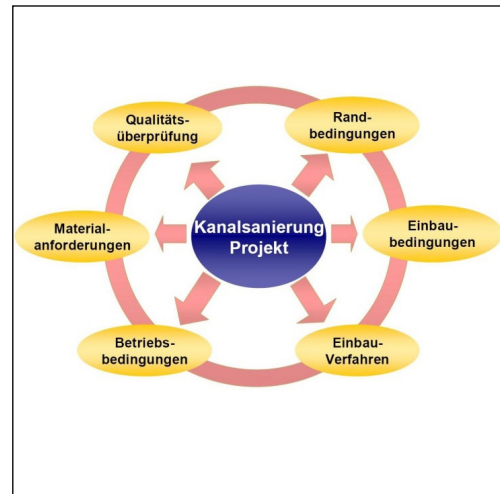 Qualitäts-
überprüfung
Rand-
bedingungen
Material-
anforderungen
Kanalsanierung
Projekt
Einbau-
bedingungen
Betriebs-
bedingungen
Einbau-
Verfahren